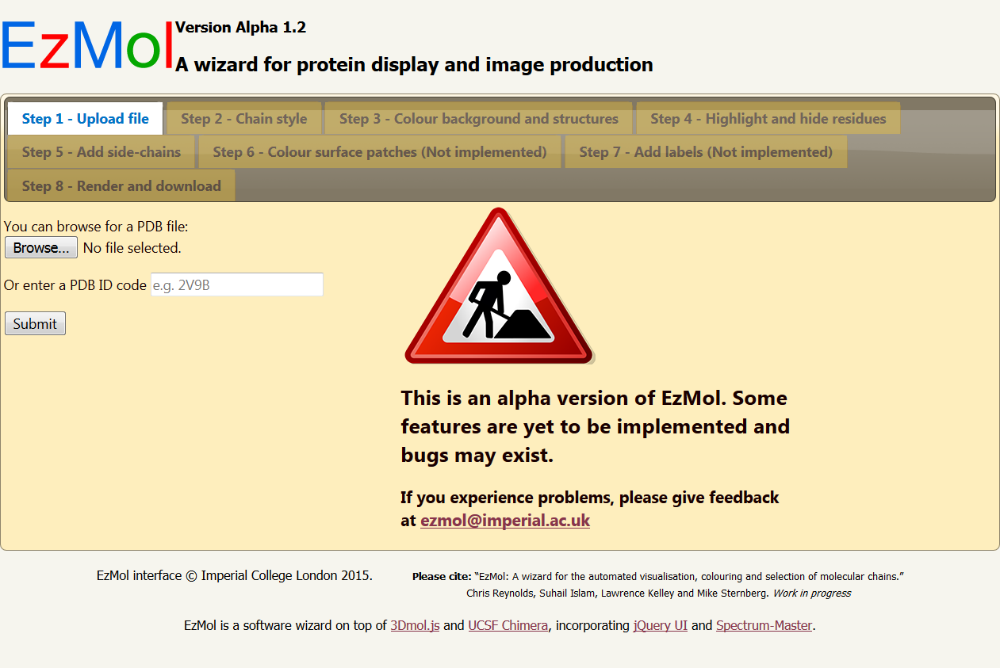 EzMol
Version Alpha 1.2
A wizard for protein display and image production
Step 1 - Upload file
Step 2 - Chain style
Step 3 - Colour background and structures
Step 4 - Highlight and hide residues
Step 5 - Add side-chains
Step 6 - Colour surface patches (Not implemented)
Step 7 - Add labels (Not implemented)
Step 8 - Render and download
You can browse for a PDB file:
Browse... No file selected.
Or enter a PDB ID code e.g. 2V9B
Submit
This is an alpha version of EzMol. Some
features are yet to be implemented and
bugs may exist.
If you experience problems, please give feedback
at ezmol@imperial.ac.uk
EzMol interface © Imperial College London 2015.
Please cite: “EzMol: A wizard for the automated visualisation, colouring and selection of molecular chains.”
Chris Reynolds, Suhail Islam, Lawrence Kelley and Mike Sternberg. Work in progress
EzMol is a software wizard on top of 3Dmol.js and UCSF Chimera, incorporating jQuery UI and Spectrum-Master.